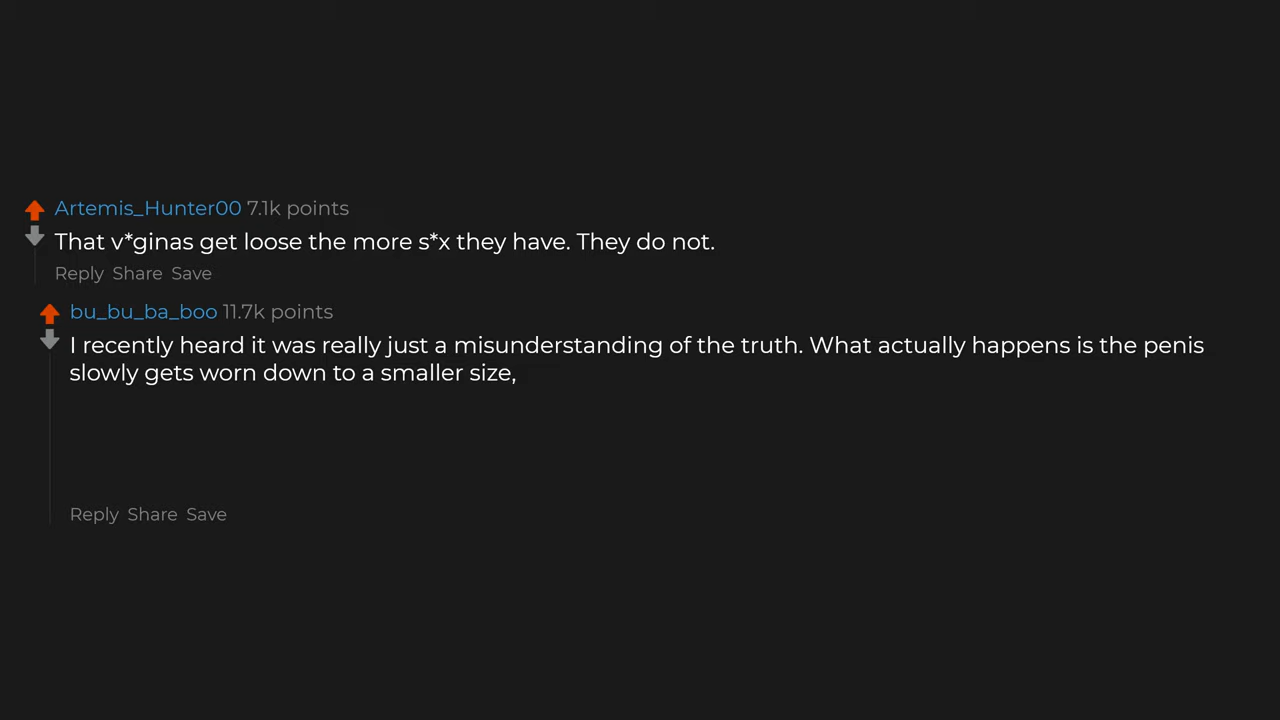 Artemis_Hunter00 7.1k points
That v*ginas get loose the more s*x they have. They do not.
Reply Share Save
bu_bu_ba_boo 11.7k points
I recently heard it was really just a misunderstanding of the truth. What actually happens is the penis
slowly gets worn down to a smaller size,
Reply Share Save